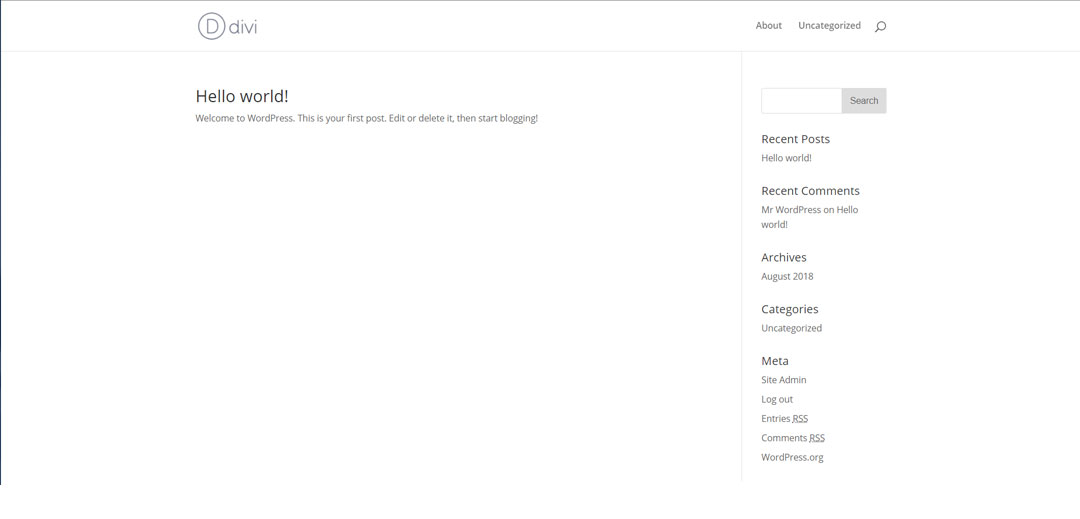 D divi
About Uncategorized
Hello world!
Welcome to WordPress. This is your first post. Edit or delete it, then start blogging!
Search
Recent Posts
Hello world!
Recent Comments
Mr WordPress on Hello
world!
Archives
August 2018
Categories
Uncategorized
Meta
Site Admin
Log out
Entries RSS
Comments RSS
WordPress.org